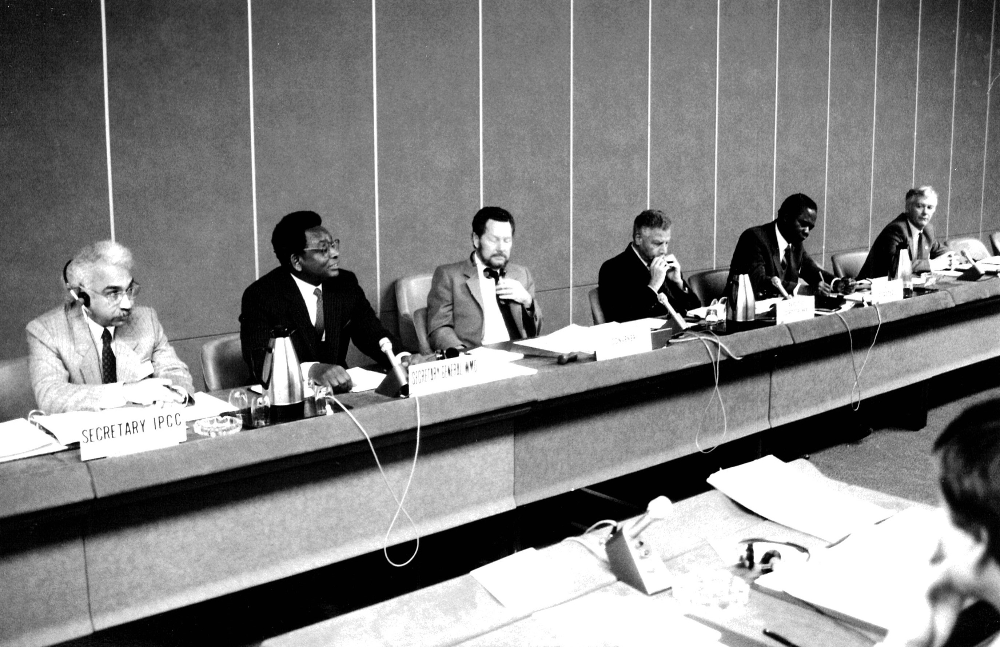 SECRETARY IPCC
SECRETARY GENERAL WMO
CONVENER